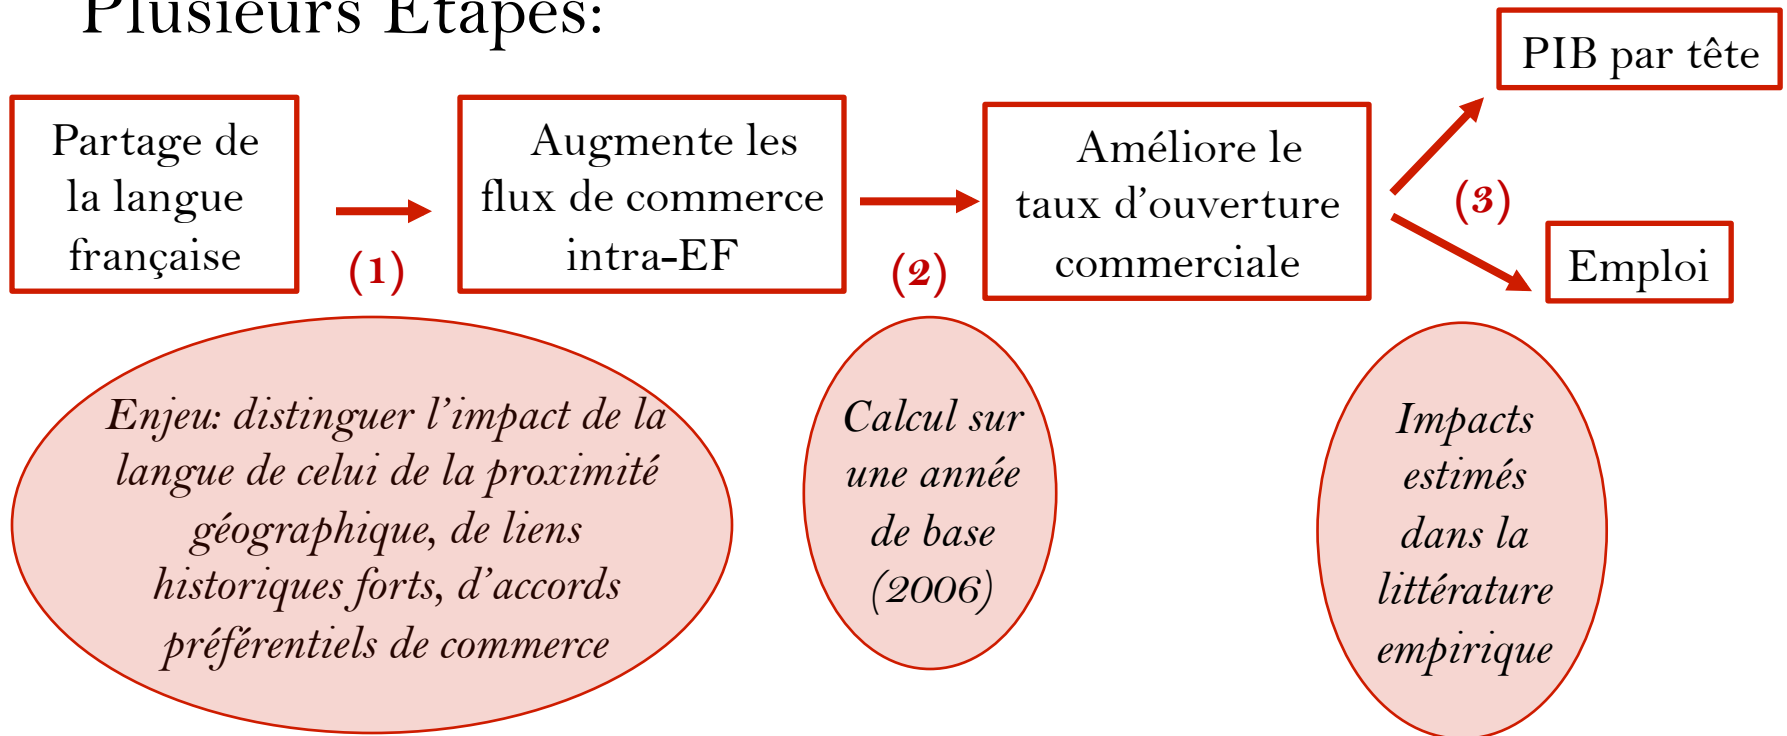 Plusieurs Etapes:
Partage de
la langue
française
(1)
Augmente les
flux de commerce
intra-EF
(2)
Améliore le
taux d’ouverture
commerciale
(3)
PIB par tête
Emploi
Enjeu: distinguer l’impact de la
langue de celui de la proximité
géographique, de liens
historiques forts, d’accords
préférentiels de commerce
Calcul sur
une année
de base
(2006)
Impacts
estimés
dans la
littérature
empirique